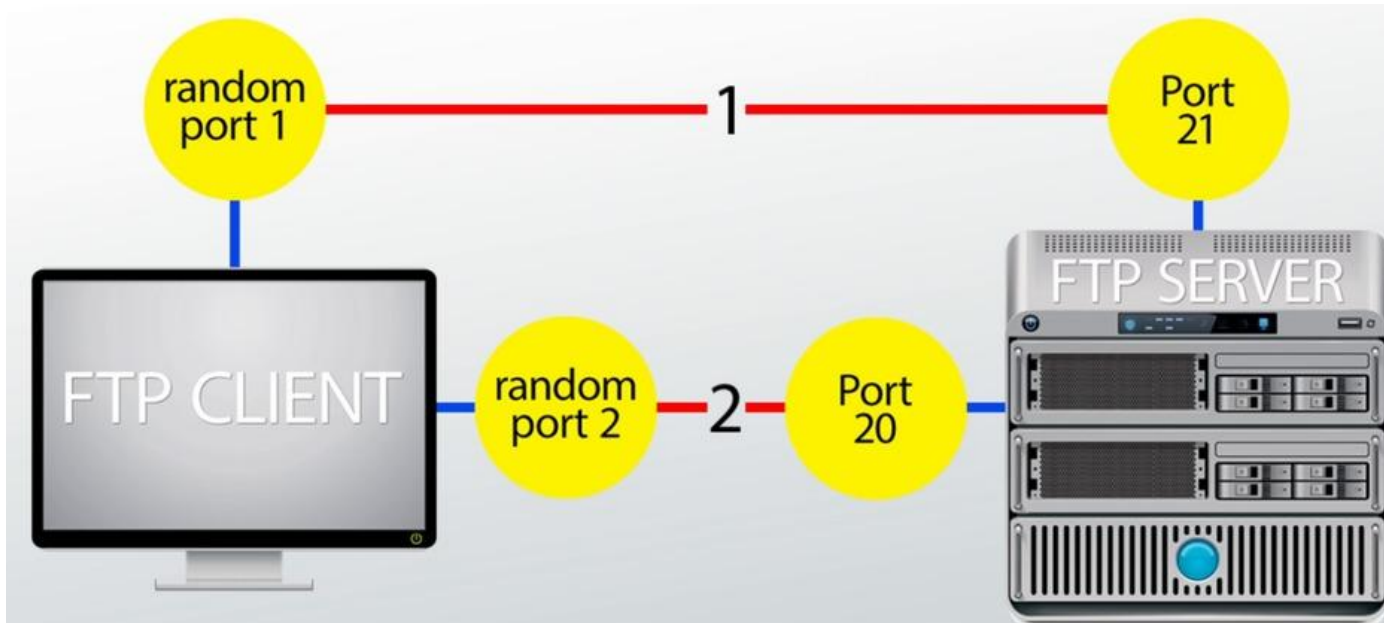 random
port 1
1
Port
21
FTP SERVER
FTP CLIENT
random
port 2
2
Port
20